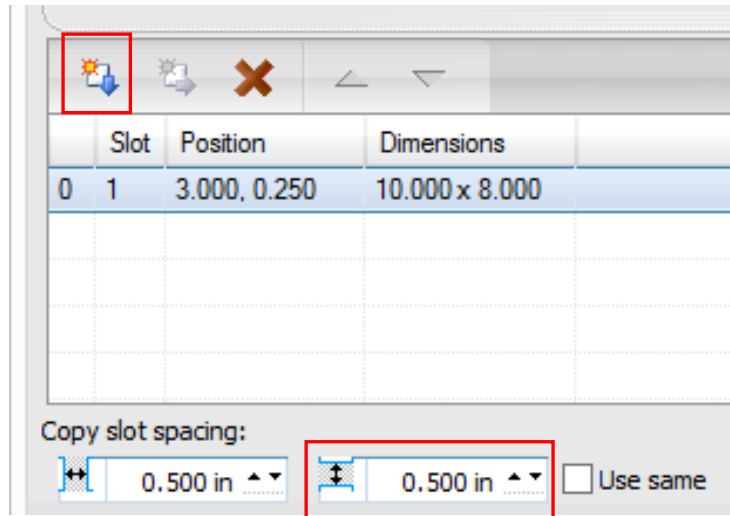 Slot Position Dimensions
0 1 3.000, 0.250 10.000 x 8.000
Copy slot spacing:
0.500 in 0.500 in Use same